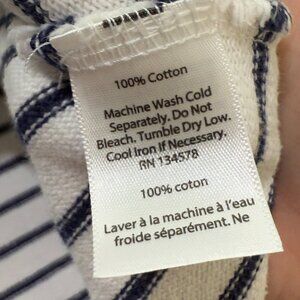 100% Cotton
Machine Wash Cold
Separately. Do Not
Bleach. Tumble Dry Low.
Cool Iron If Necessary.
RN 134578
100% coton
Laver à la machine à l'eau
froide séparément. Ne